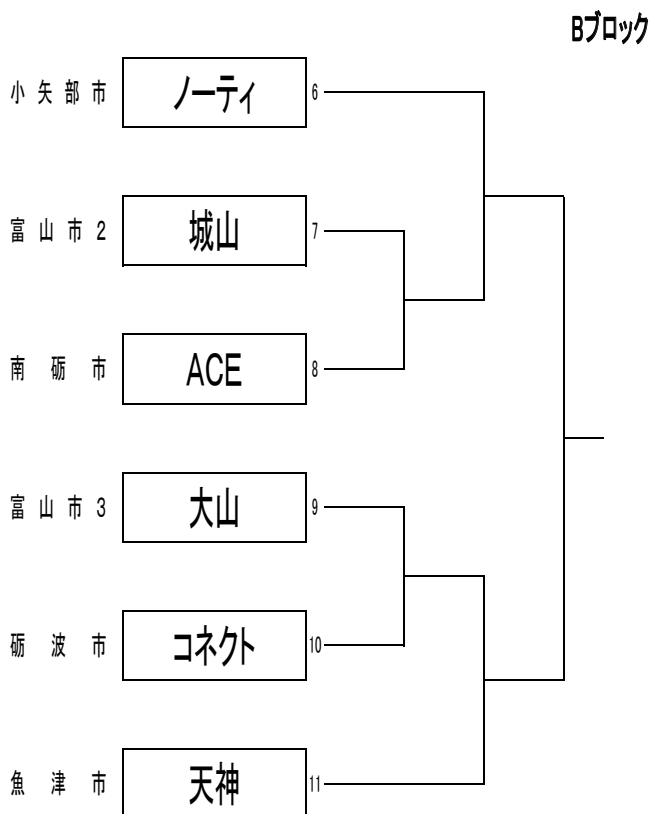 Bブロック
小矢部市 ノーティ 6
富山市2 城山 7
南砺市 ACE 8
富山市3 大山 9
砺波市 コネクト 10
魚津市 天神 11